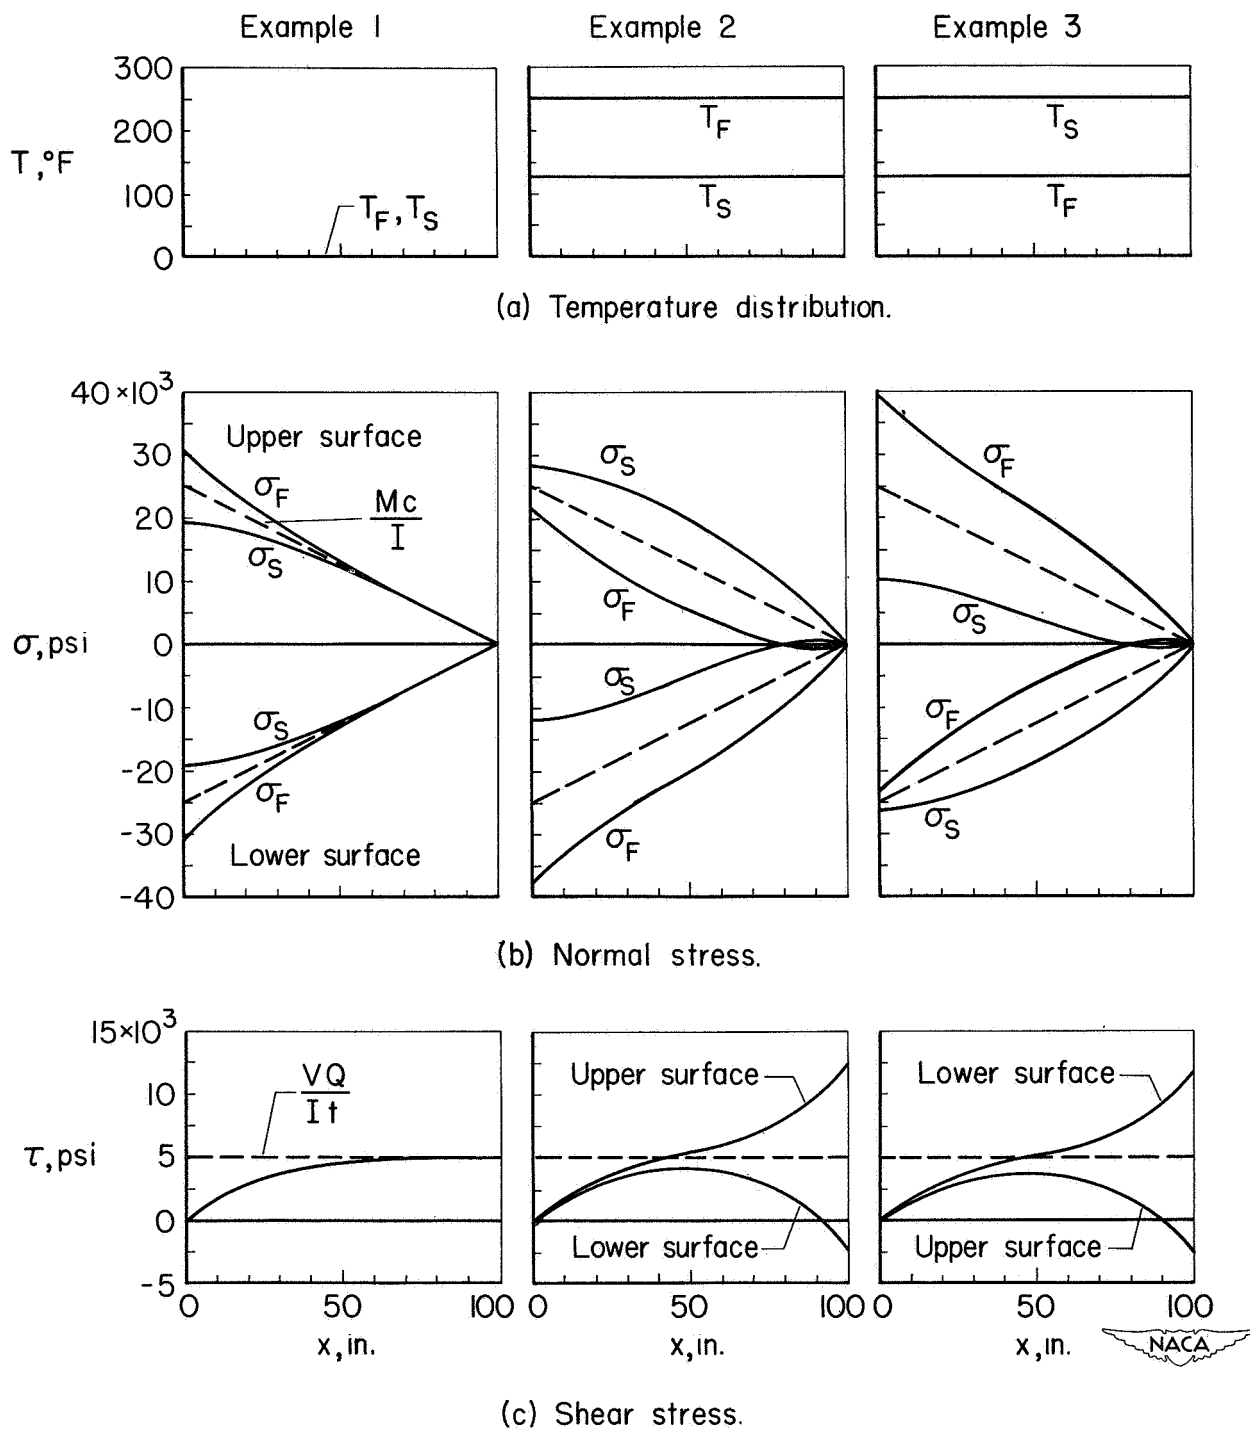 Example 1
Example 2
Example 3
T, °F
300
200
100
0
T_F, T_S
T_F
T_S
T_S
T_F
(a) Temperature distribution.
σ, psi
40×10³
30
20
10
0
-10
-20
-30
-40
Upper surface
σ_F
Mc
I
σ_S
σ_S
σ_F
Lower surface
σ_S
σ_F
σ_S
σ_F
σ_F
σ_S
σ_F
σ_S
(b) Normal stress.
τ, psi
15×10³
10
5
0
-5
VQ
It
Upper surface
Lower surface
Lower surface
Upper surface
0
50
100
0
50
100
0
50
100
x, in.
x, in.
x, in.
NACA
(c) Shear stress.